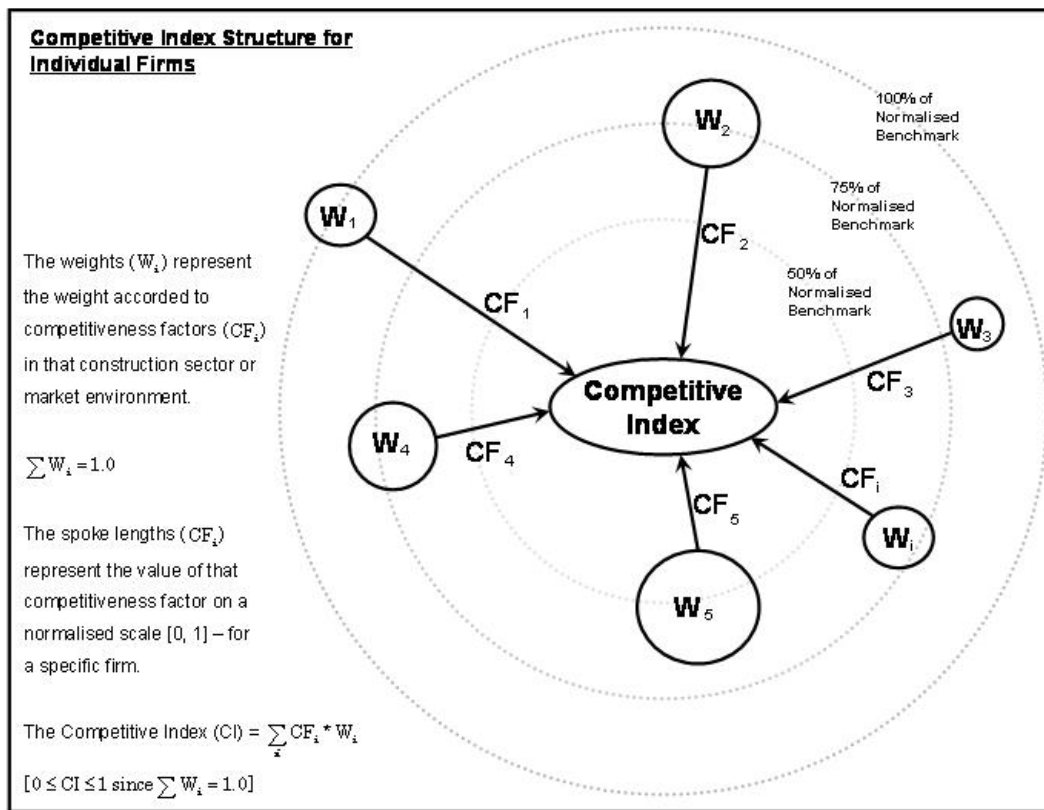 Competitive Index Structure for
Individual Firms
100% of
Normalised
Benchmark
W₂
75% of
Normalised
Benchmark
W₁
CF₂
50% of
Normalised
Benchmark
CF₁
W₃
CF₃
The weights (Wᵢ) represent
the weight accorded to
competitiveness factors (CFᵢ)
in that construction sector or
market environment.
Competitive
Index
W₄
CF₄
CFᵢ
∑ Wᵢ = 1.0
CF₅
Wᵢ
The spoke lengths (CFᵢ)
represent the value of that
competitiveness factor on a
normalised scale [0, 1] – for
a specific firm.
W₅
The Competitive Index (CI) = ∑ᵢ CFᵢ * Wᵢ
[0 ≤ CI ≤ 1 since ∑ Wᵢ = 1.0]